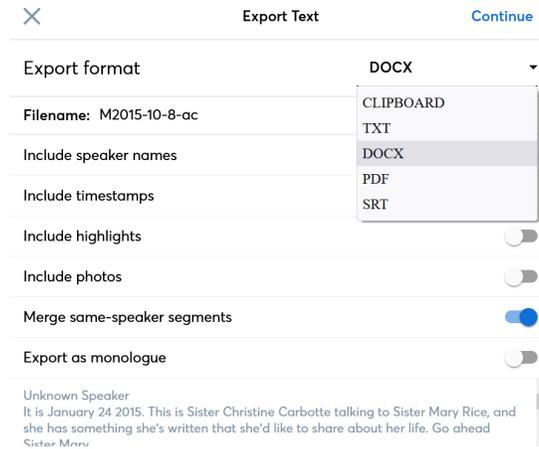 Export Text
Continue
Export format
DOCX
CLIPBOARD
TXT
DOCX
PDF
SRT
Filename: M2015-10-8-ac
Include speaker names
Include timestamps
Include highlights
Include photos
Merge same-speaker segments
Export as monologue
Unknown Speaker
It is January 24 2015. This is Sister Christine Carbotte talking to Sister Mary Rice, and
she has something she's written that she'd like to share about her life. Go ahead
Sister Mary